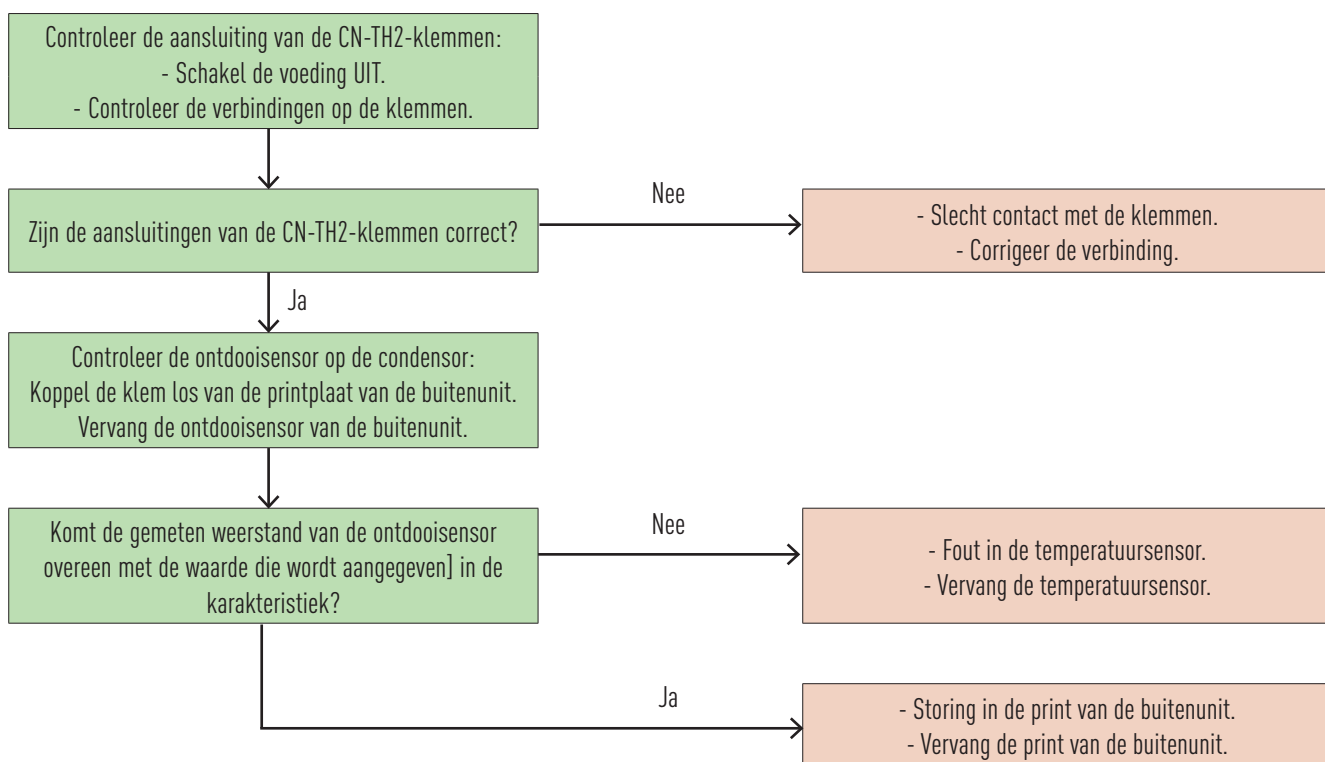 Controleer de aansluiting van de CN-TH2-klemmen:
- Schakel de voeding UIT.
- Controleer de verbindingen op de klemmen.
Zijn de aansluitingen van de CN-TH2-klemmen correct?
Nee
- Slecht contact met de klemmen.
- Corrigeer de verbinding.
Ja
Controleer de ontdooisensor op de condensor:
Koppel de klem los van de printplaat van de buitenunit.
Vervang de ontdooisensor van de buitenunit.
Komt de gemeten weerstand van de ontdooisensor
overeen met de waarde die wordt aangegeven] in de
karakteristiek?
Nee
- Fout in de temperatuursensor.
- Vervang de temperatuursensor.
Ja
- Storing in de print van de buitenunit.
- Vervang de print van de buitenunit.